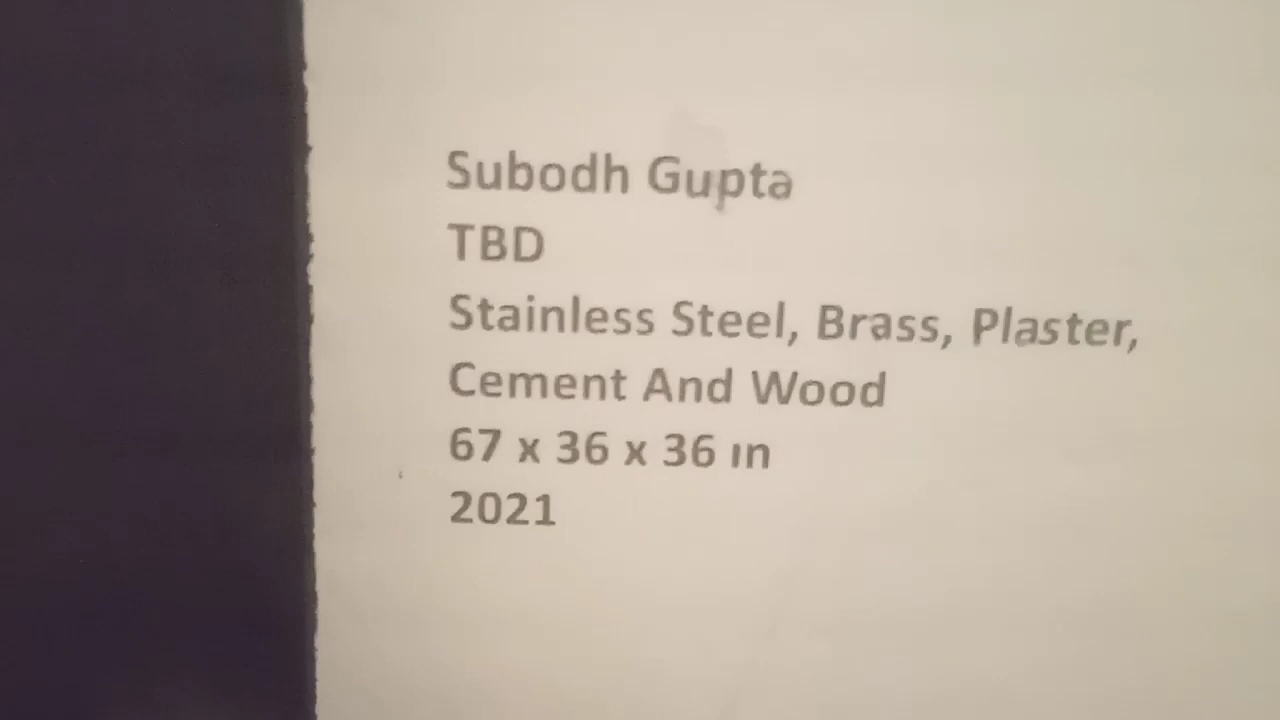 Subodh Gupta
TBD
Stainless Steel, Brass, Plaster,
Cement And Wood
67 x 36 x 36 in
2021